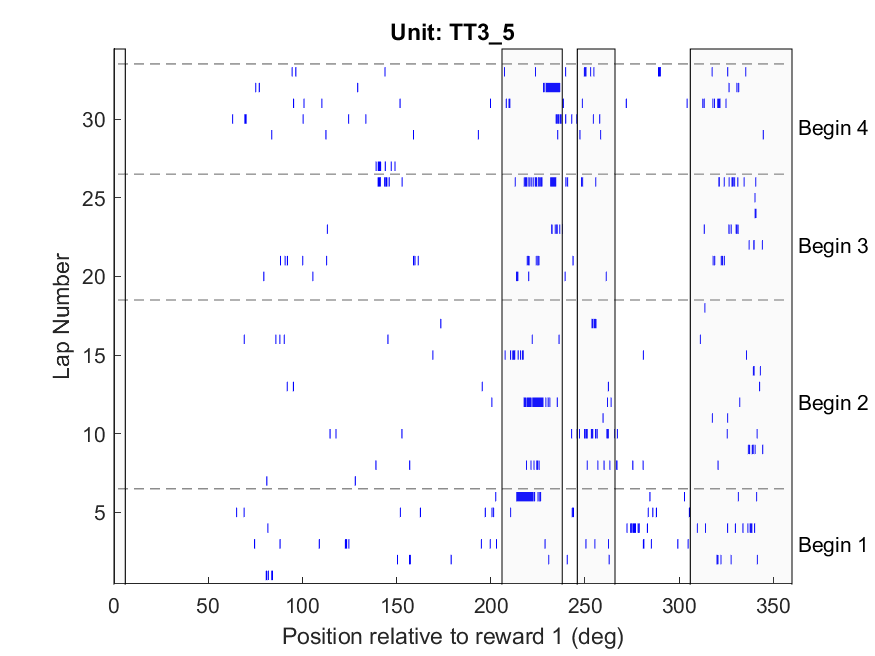 Unit: TT3_5
Begin 4
Begin 3
Begin 2
Begin 1
Lap Number
30
25
20
15
10
5
0
50
100
150
200
250
300
350
Position relative to reward 1 (deg)